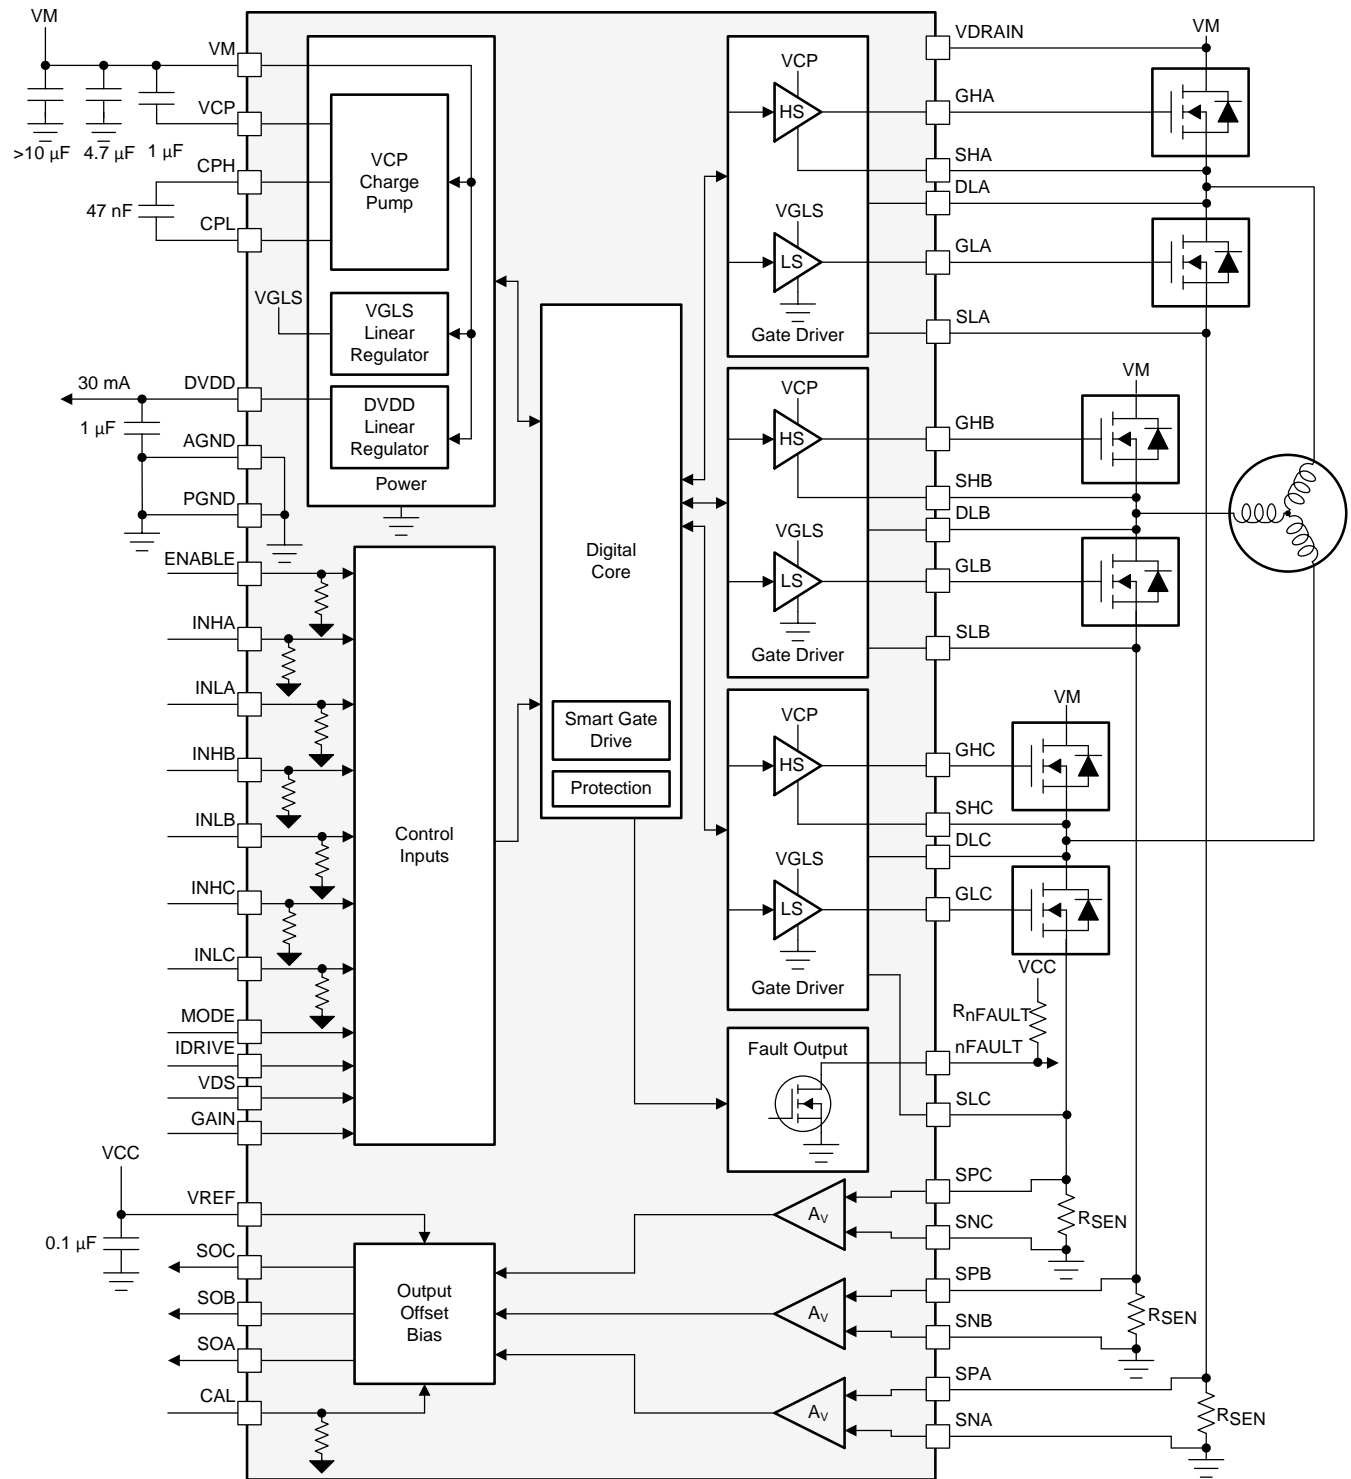 VM
VM
VCP
>10 µF
4.7 µF
1 µF
CPH
47 nF
CPL
VCP
Charge
Pump
VGLS
VGLS
Linear
Regulator
30 mA
DVDD
1 µF
DVDD
Linear
Regulator
AGND
PGND
Power
ENABLE
INHA
INLA
INHB
INLB
INHC
INLC
MODE
IDRIVE
VDS
GAIN
Control
Inputs
Digital
Core
Smart Gate
Drive
Protection
VCP
HS
VGLS
LS
Gate Driver
VCP
HS
VGLS
LS
Gate Driver
VCP
HS
VGLS
LS
Gate Driver
Fault Output
VDRAIN
VM
GHA
SHA
DLA
GLA
SLA
VM
GHB
SHB
DLB
GLB
SLB
VM
GHC
SHC
DLC
GLC
VCC
RnFAULT
nFAULT
SLC
VCC
VREF
0.1 µF
SOC
SOB
SOA
CAL
Output
Offset
Bias
AV
AV
AV
SPC
SNC
RSEN
SPB
SNB
RSEN
SPA
SNA
RSEN